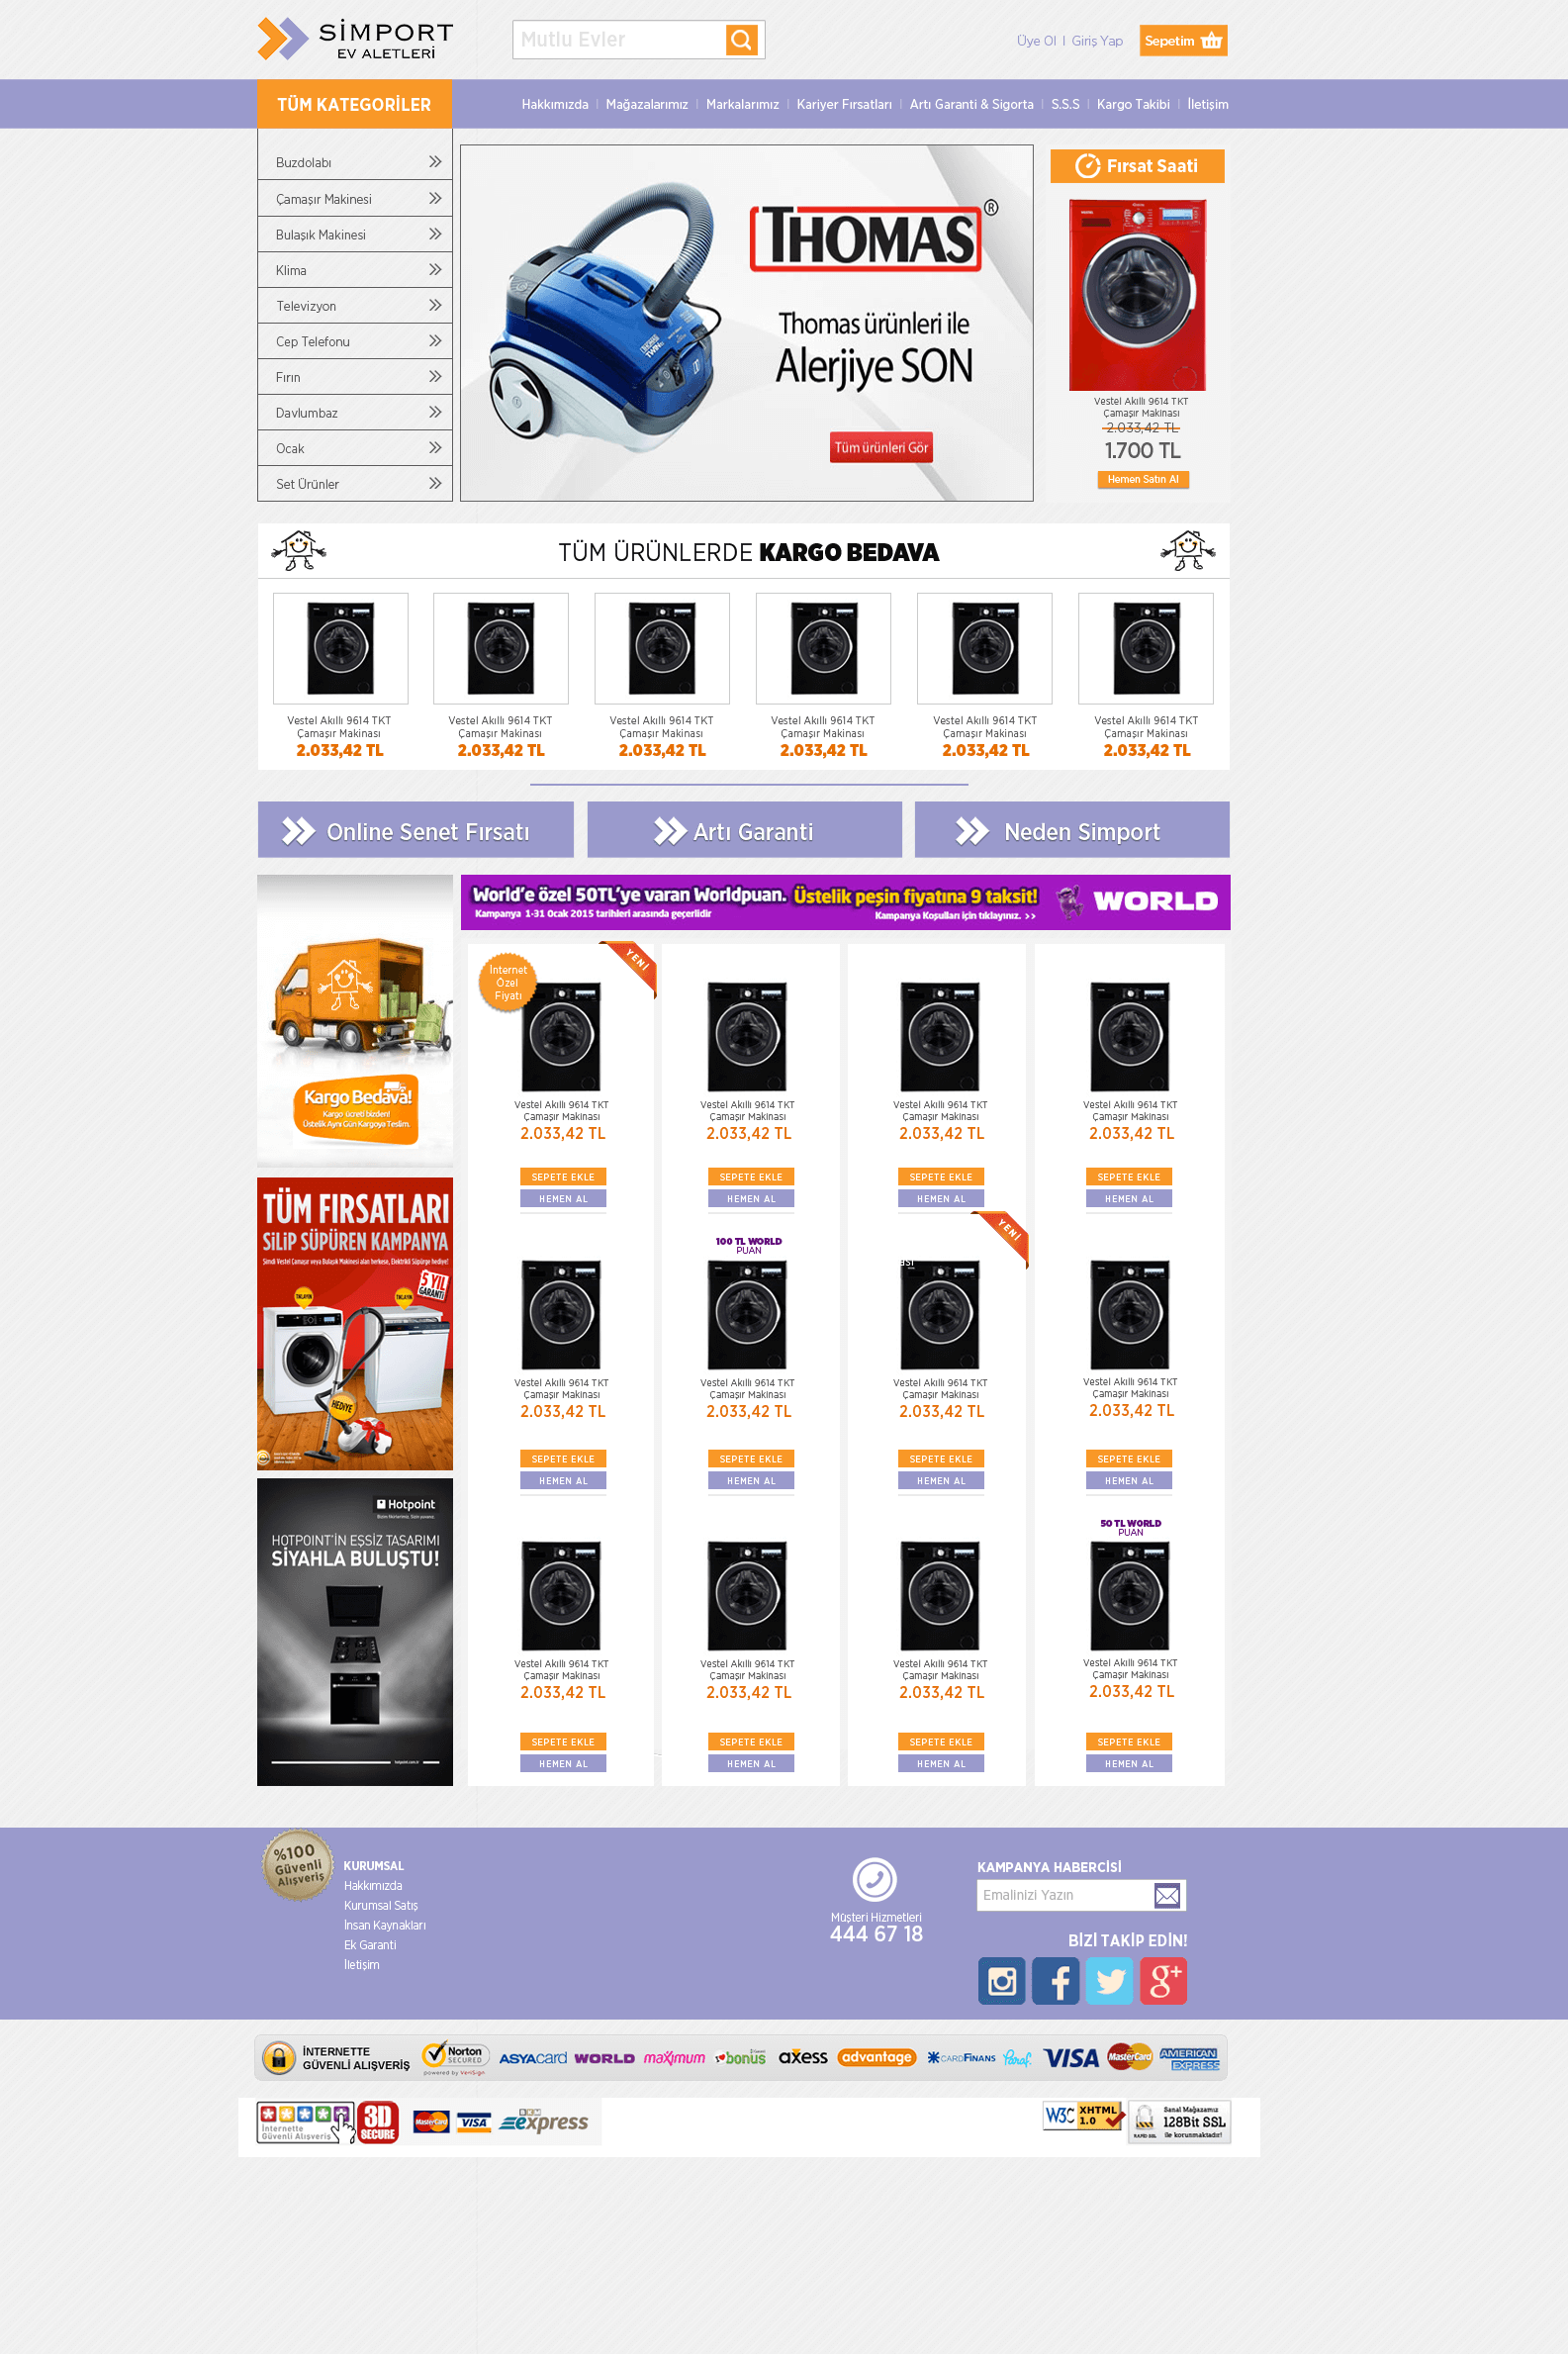 SİMPORT
EV ALETLERİ
Mutlu Evler
Üye Ol | Giriş Yap
Sepetim
TÜM KATEGORİLER
Hakkımızda | Mağazalarımız | Markalarımız | Kariyer Fırsatları | Artı Garanti & Sigorta | S.S.S | Kargo Takibi | İletişim
Buzdolabı
Çamaşır Makinesi
Bulaşık Makinesi
Klima
Televizyon
Cep Telefonu
Fırın
Davlumbaz
Ocak
Set Ürünler
THOMAS®
Thomas ürünleri ile
Alerjiye SON
Tüm ürünleri Gör
THOMAS
TWIN
Fırsat Saati
Vestel Akıllı 9614 TKT
Çamaşır Makinası
2.033,42 TL
1.700 TL
Hemen Satın Al
TÜM ÜRÜNLERDE KARGO BEDAVA
Vestel Akıllı 9614 TKT
Çamaşır Makinası
2.033,42 TL
Vestel Akıllı 9614 TKT
Çamaşır Makinası
2.033,42 TL
Vestel Akıllı 9614 TKT
Çamaşır Makinası
2.033,42 TL
Vestel Akıllı 9614 TKT
Çamaşır Makinası
2.033,42 TL
Vestel Akıllı 9614 TKT
Çamaşır Makinası
2.033,42 TL
Vestel Akıllı 9614 TKT
Çamaşır Makinası
2.033,42 TL
Online Senet Fırsatı
Artı Garanti
Neden Simport
World'e özel 50TL'ye varan Worldpuan. Üstelik peşin fiyatına 9 taksit!
Kampanya 1-31 Ocak 2015 tarihleri arasında geçerlidir
Kampanya Koşulları için tıklayınız. >>
WORLD
Kargo Bedava!
Kargo ücreti bizden!
Üstelik Aynı Gün Kargoya Teslim.
TÜM FIRSATLARI
SİLİP SÜPÜREN KAMPANYA
Şimdi Vestel Çamaşır veya Bulaşık Makinesi alan herkese, Elektrikli Süpürge hediye!
5 YIL
GARANTİ
TIKLAYIN
TIKLAYIN
HEDİYE
Hotpoint
HOTPOINT'İN EŞSİZ TASARIMI
SİYAHLA BULUŞTU!
hotpoint.com.tr
İnternet
Özel
Fiyatı
YENİ
Vestel Akıllı 9614 TKT
Çamaşır Makinası
2.033,42 TL
SEPETE EKLE
HEMEN AL
Vestel Akıllı 9614 TKT
Çamaşır Makinası
2.033,42 TL
SEPETE EKLE
HEMEN AL
Vestel Akıllı 9614 TKT
Çamaşır Makinası
2.033,42 TL
SEPETE EKLE
HEMEN AL
Vestel Akıllı 9614 TKT
Çamaşır Makinası
2.033,42 TL
SEPETE EKLE
HEMEN AL
Vestel Akıllı 9614 TKT
Çamaşır Makinası
2.033,42 TL
SEPETE EKLE
HEMEN AL
100 TL WORLD
PUAN
Vestel Akıllı 9614 TKT
Çamaşır Makinası
2.033,42 TL
SEPETE EKLE
HEMEN AL
YENİ
Vestel Akıllı 9614 TKT
Çamaşır Makinası
2.033,42 TL
SEPETE EKLE
HEMEN AL
Vestel Akıllı 9614 TKT
Çamaşır Makinası
2.033,42 TL
SEPETE EKLE
HEMEN AL
Vestel Akıllı 9614 TKT
Çamaşır Makinası
2.033,42 TL
SEPETE EKLE
HEMEN AL
Vestel Akıllı 9614 TKT
Çamaşır Makinası
2.033,42 TL
SEPETE EKLE
HEMEN AL
Vestel Akıllı 9614 TKT
Çamaşır Makinası
2.033,42 TL
SEPETE EKLE
HEMEN AL
50 TL WORLD
PUAN
Vestel Akıllı 9614 TKT
Çamaşır Makinası
2.033,42 TL
SEPETE EKLE
HEMEN AL
%100
Güvenli
Alışveriş
KURUMSAL
Hakkımızda
Kurumsal Satış
İnsan Kaynakları
Ek Garanti
İletişim
Müşteri Hizmetleri
444 67 18
KAMPANYA HABERCİSİ
Emalinizi Yazın
BİZİ TAKİP EDİN!
İNTERNETTE
GÜVENLİ ALIŞVERİŞ
Norton
SECURED
powered by VeriSign
ASYACARD
WORLD
maximum
bonus
axess
advantage
CARDFINANS
Paraf
VISA
MasterCard
AMERICAN
EXPRESS
İnternette
Güvenli Alışveriş
3D
SECURE
MasterCard
VISA
BKM
express
W3C XHTML
1.0
RAPID SSL
Sanal Mağazamız
128Bit SSL
ile korunmaktadır!